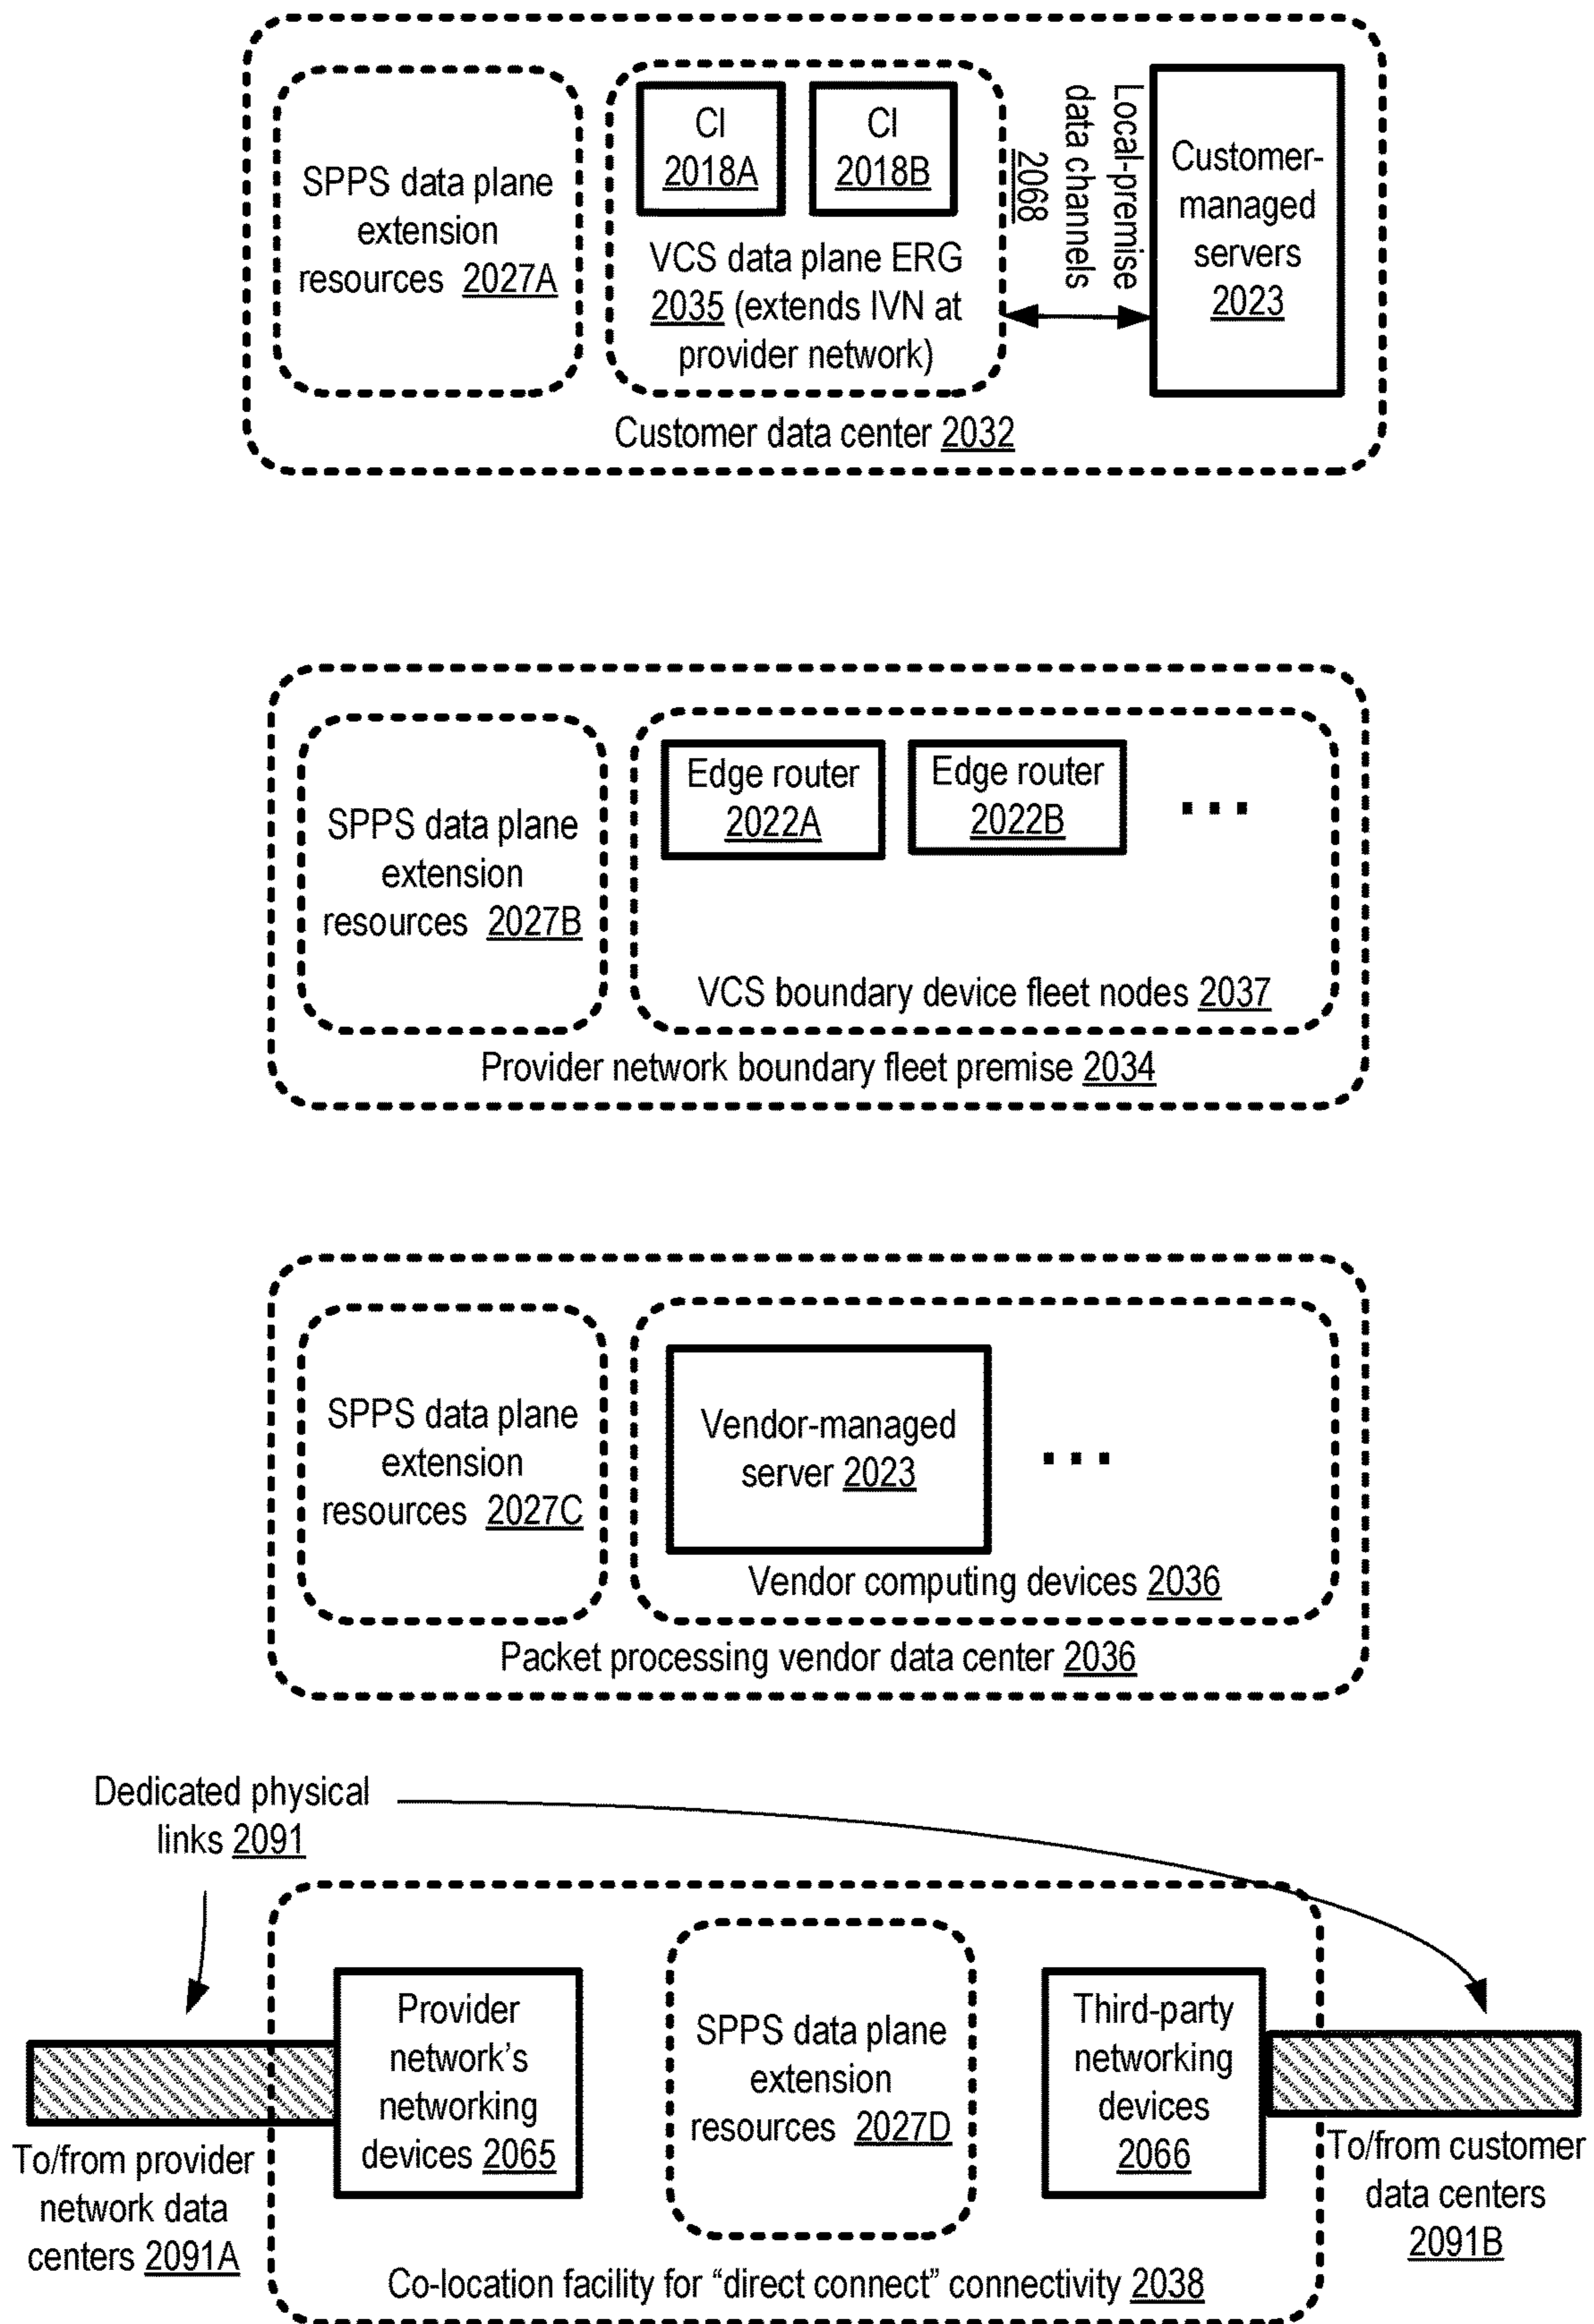 SPPS data plane
extension
resources 2027A
CI
2018A
CI
2018B
VCS data plane ERG
2035 (extends IVN at
provider network)
Local-premise
data channels
2068
Customer-
managed
servers
2023
Customer data center 2032
SPPS data plane
extension
resources 2027B
Edge router
2022A
Edge router
2022B
...
VCS boundary device fleet nodes 2037
Provider network boundary fleet premise 2034
SPPS data plane
extension
resources 2027C
Vendor-managed
server 2023
...
Vendor computing devices 2036
Packet processing vendor data center 2036
Dedicated physical
links 2091
Provider
network’s
networking
devices 2065
SPPS data plane
extension
resources 2027D
Third-party
networking
devices
2066
To/from provider
network data
centers 2091A
To/from customer
data centers
2091B
Co-location facility for “direct connect” connectivity 2038